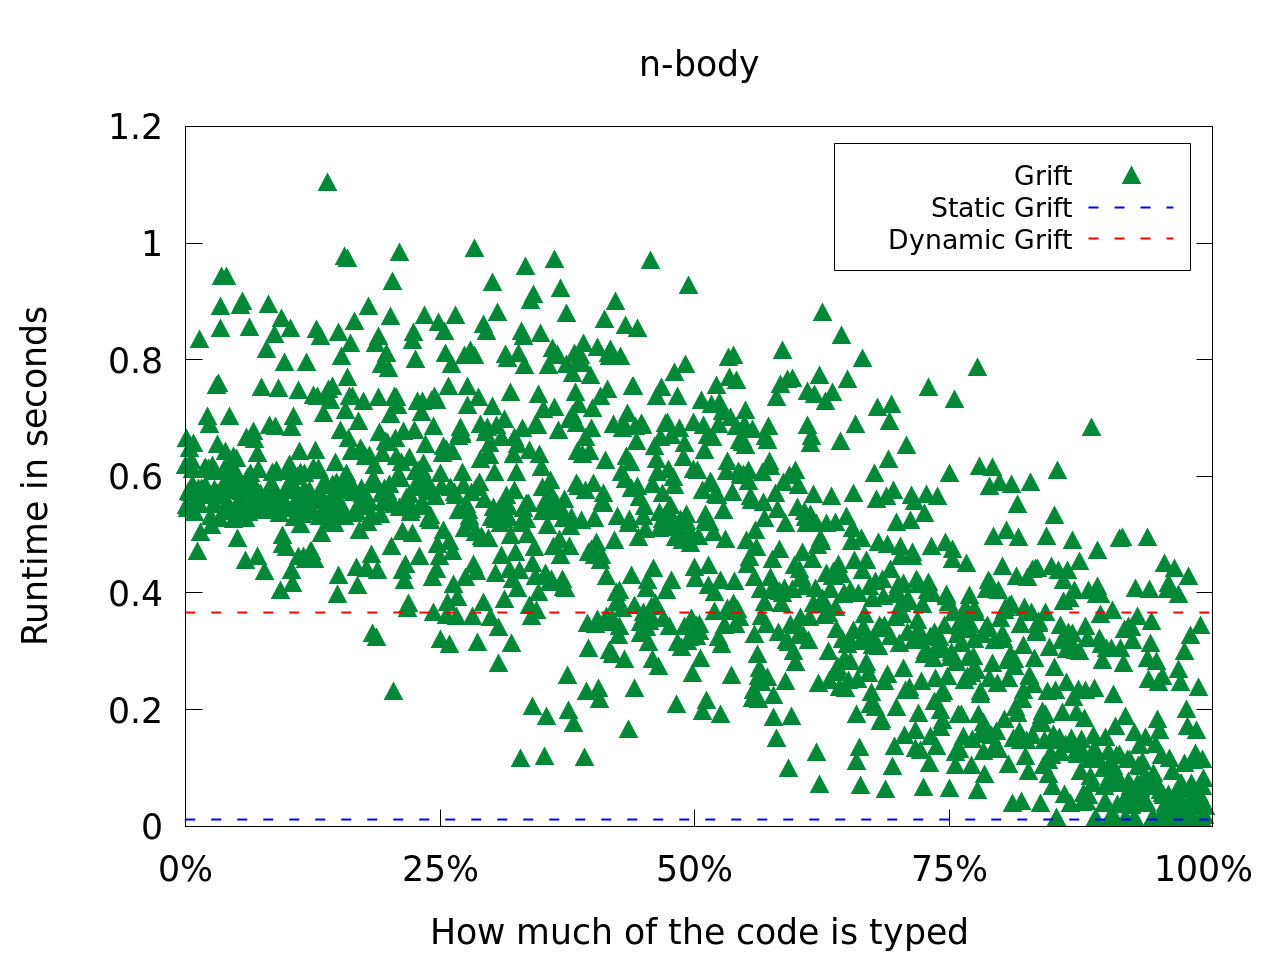 n-body
1.2
1
0.8
0.6
0.4
0.2
0
Runtime in seconds
Grift
Static Grift
Dynamic Grift
0% 25% 50% 75% 100%
How much of the code is typed